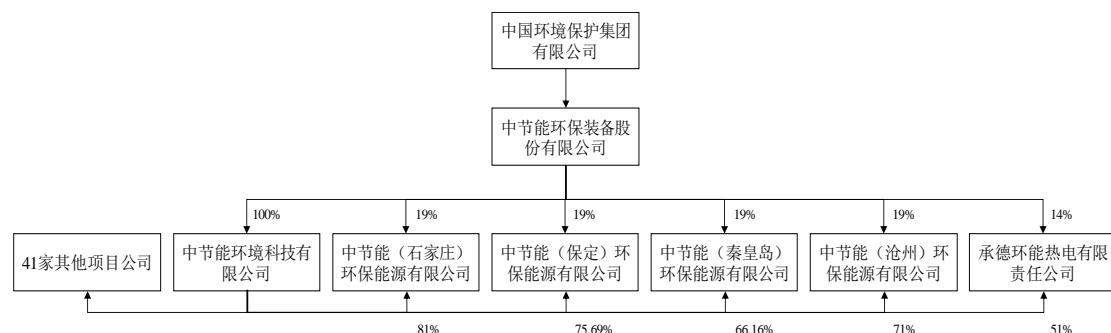 中国环境保护集团
有限公司
中节能环保装备股
份有限公司
100%
19%
19%
19%
19%
14%
41家其他项目公司
中节能环境科技有
限公司
中节能（石家庄）
环保能源有限公司
中节能（保定）环
保能源有限公司
中节能（秦皇岛）
环保能源有限公司
中节能（沧州）环
保能源有限公司
承德环能热电有限
责任公司
81%
75.69%
66.16%
71%
51%